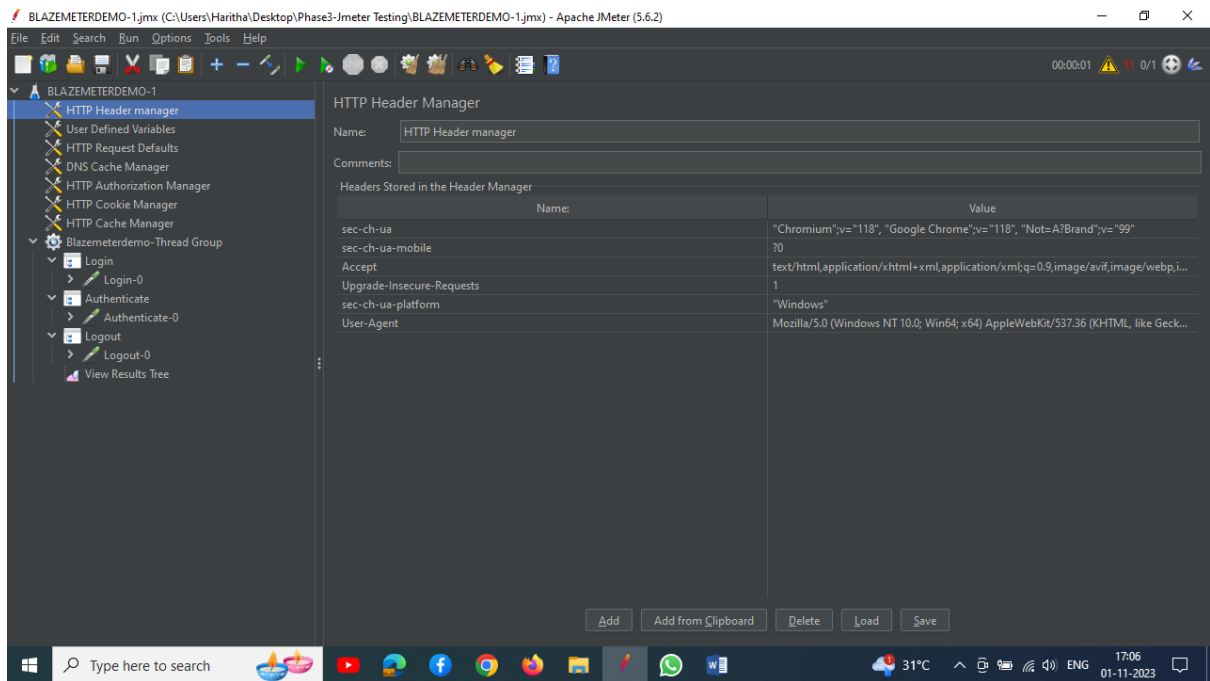 BLAZEMETERDEMO-1.jmx (C:\Users\Haritha\Desktop\Phase3-Jmeter Testing\BLAZEMETERDEMO-1.jmx) - Apache JMeter (5.6.2)
File Edit Search Run Options Tools Help
00:00:01 11 0/1
BLAZEMETERDEMO-1
HTTP Header manager
User Defined Variables
HTTP Request Defaults
DNS Cache Manager
HTTP Authorization Manager
HTTP Cookie Manager
HTTP Cache Manager
Blazemeterdemo-Thread Group
Login
Login-0
Authenticate
Authenticate-0
Logout
Logout-0
View Results Tree
HTTP Header Manager
Name: HTTP Header manager
Comments:
Headers Stored in the Header Manager
Name: Value
sec-ch-ua "Chromium";v="118", "Google Chrome";v="118", "Not=A?Brand";v="99"
sec-ch-ua-mobile ?0
Accept text/html,application/xhtml+xml,application/xml;q=0.9,image/avif,image/webp,i...
Upgrade-Insecure-Requests 1
sec-ch-ua-platform "Windows"
User-Agent Mozilla/5.0 (Windows NT 10.0; Win64; x64) AppleWebKit/537.36 (KHTML, like Geck...
Add Add from Clipboard Delete Load Save
Type here to search 31°C ENG 17:06
01-11-2023